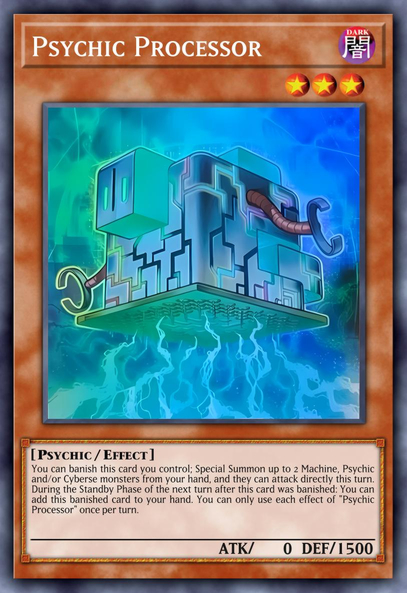 Psychic Processor
DARK
闇
[Psychic / Effect]
You can banish this card you control; Special Summon up to 2 Machine, Psychic
and/or Cyberse monsters from your hand, and they can attack directly this turn.
During the Standby Phase of the next turn after this card was banished: You can
add this banished card to your hand. You can only use each effect of "Psychic
Processor" once per turn.
ATK/ 0 DEF/1500